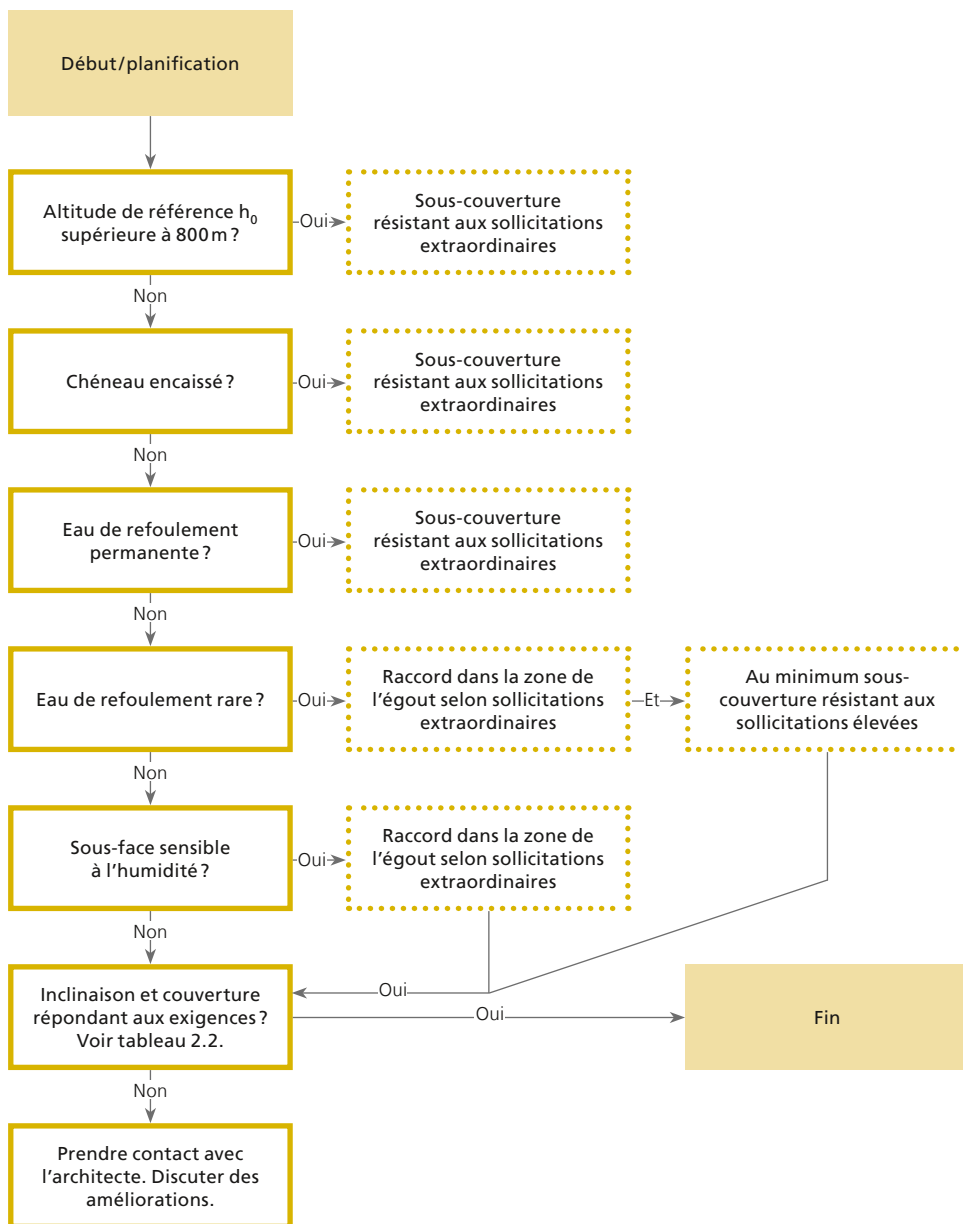 Début/planification
Altitude de référence h₀
supérieure à 800 m ?
Oui
Sous-couverture
résistant aux sollicitations
extraordinaires
Non
Chéneau encaissé ?
Oui
Sous-couverture
résistant aux sollicitations
extraordinaires
Non
Eau de refoulement
permanente ?
Oui
Sous-couverture
résistant aux sollicitations
extraordinaires
Non
Eau de refoulement rare ?
Oui
Raccord dans la zone de
l'égout selon sollicitations
extraordinaires
Et
Au minimum sous-
couverture résistant aux
sollicitations élevées
Non
Sous-face sensible
à l'humidité ?
Oui
Raccord dans la zone de
l'égout selon sollicitations
extraordinaires
Non
Inclinaison et couverture
répondant aux exigences ?
Voir tableau 2.2.
Oui
Oui
Fin
Non
Prendre contact avec
l'architecte. Discuter des
améliorations.